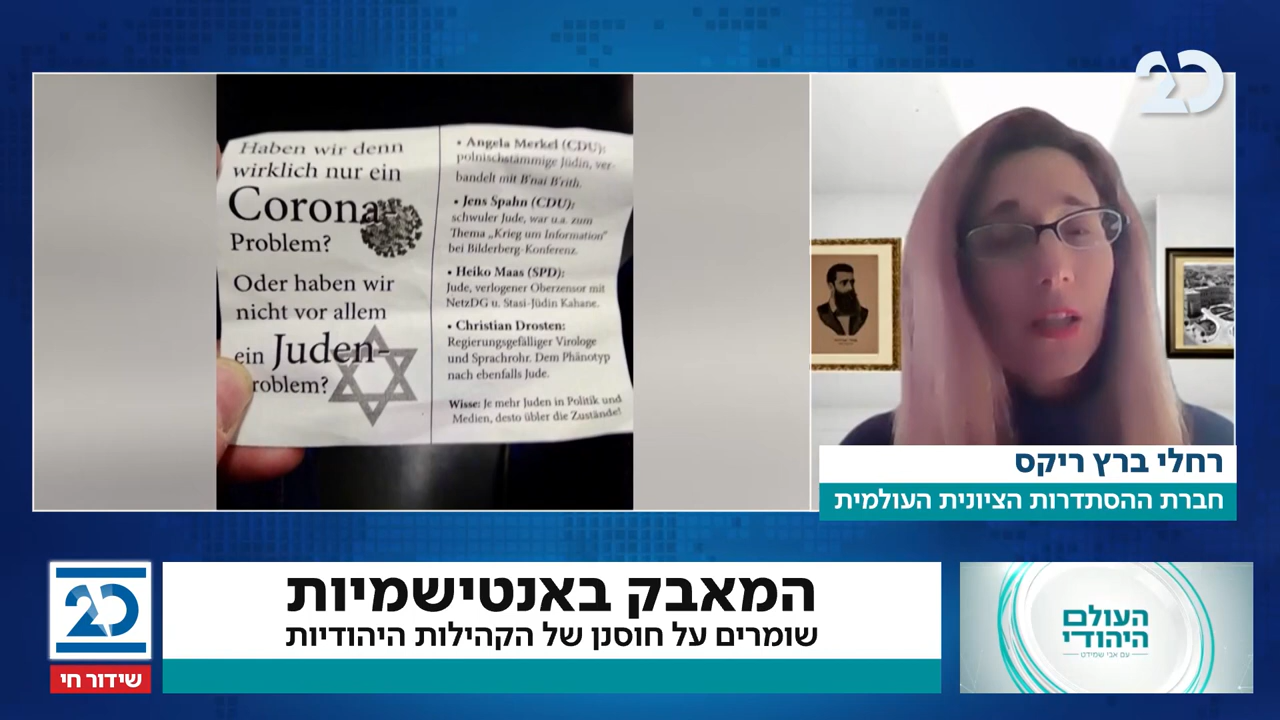 20
Haben wir denn
wirklich nur ein
Corona-
Problem?
Oder haben wir
nicht vor allem
ein Juden-
roblem?
• Angela Merkel (CDU):
polnischstämmige Jüdin, ver-
bandelt mit B'nai B'rith.
• Jens Spahn (CDU):
schwuler Jude, war u.a. zum
Thema „Krieg um Information"
bei Bilderberg-Konferenz.
• Heiko Maas (SPD):
Jude, verlogener Oberzensor mit
NetzDG u. Stasi-Jüdin Kahane.
• Christian Drosten:
Regierungsgefälliger Virologe
und Sprachrohr. Dem Phänotyp
nach ebenfalls Jude.
Wisse: Je mehr Juden in Politik und
Medien, desto übler die Zustände!
רחלי ברץ ריקס
חברת ההסתדרות הציונית העולמית
המאבק באנטישמיות
שומרים על חוסנן של הקהילות היהודיות
20
שידור חי
העולם
היהודי
עם אבי שמידט